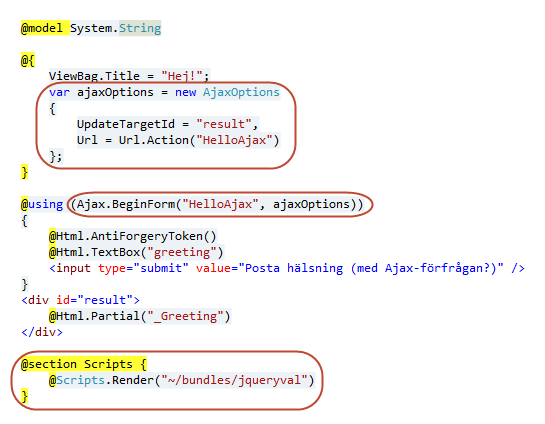 @model System.String
@{
ViewBag.Title = "Hej!";
var ajaxOptions = new AjaxOptions
{
UpdateTargetId = "result",
Url = Url.Action("HelloAjax")
};
}
@using (Ajax.BeginForm("HelloAjax", ajaxOptions))
{
@Html.AntiForgeryToken()
@Html.TextBox("greeting")
<input type="submit" value="Posta hälsning (med Ajax-förfrågan?)" />
}
<div id="result">
@Html.Partial("_Greeting")
</div>
@section Scripts {
@Scripts.Render("~/bundles/jqueryval")
}